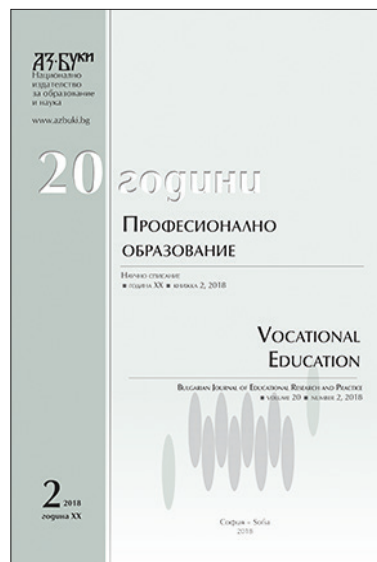 АЗ·БУКИ
Национално
издателство
за образование
и наука
www.azbuki.bg
20 години
ПРОФЕСИОНАЛНО
ОБРАЗОВАНИЕ
НАУЧНО СПИСАНИЕ
■ ГОДИНА XX ■ КНИЖКА 2, 2018
VOCATIONAL
EDUCATION
BULGARIAN JOURNAL OF EDUCATIONAL RESEARCH AND PRACTICE
■ VOLUME 20 ■ NUMBER 2, 2018
2 2018
година XX
София – Sofia
2018